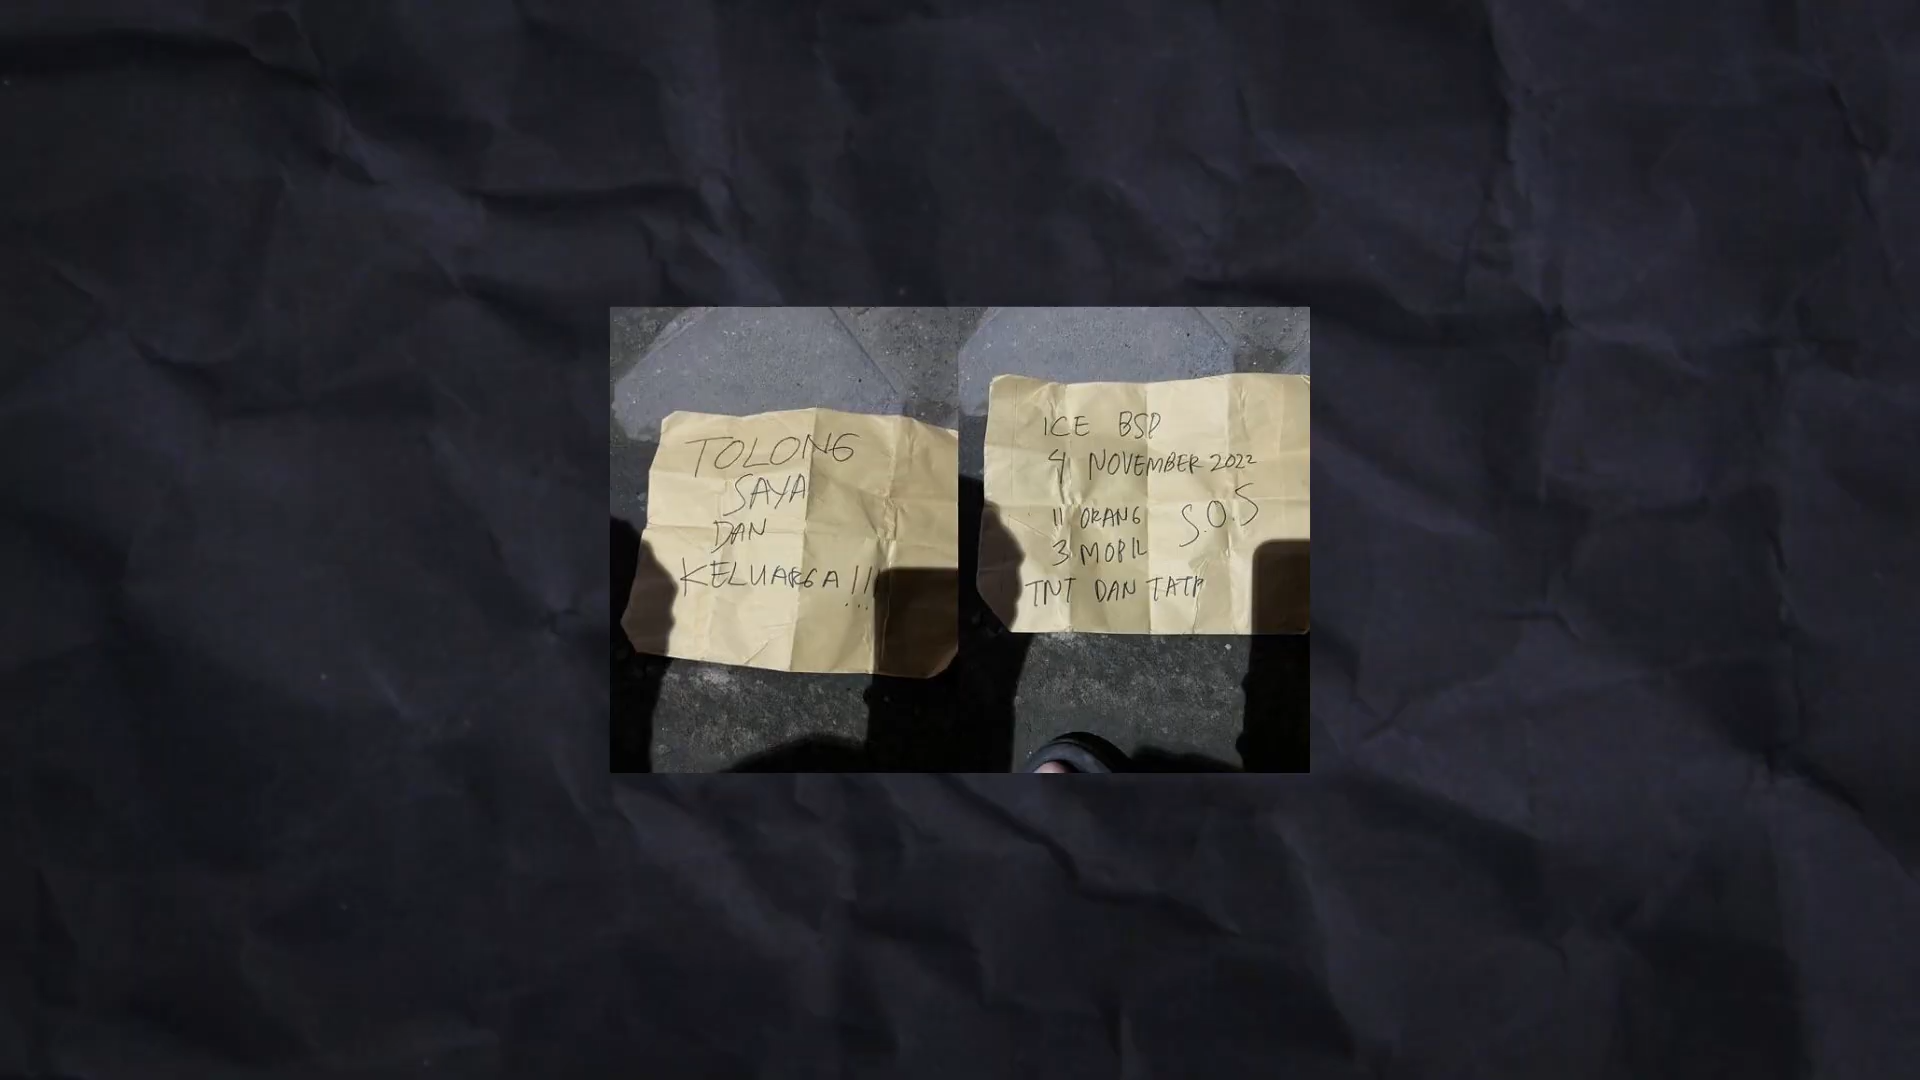 TOLONG
SAYA
DAN
KELUARGA!!!
ICE BSD
4 NOVEMBER 2022
11 ORANG
S.O.S
3 MOBIL
TNT DAN TATP